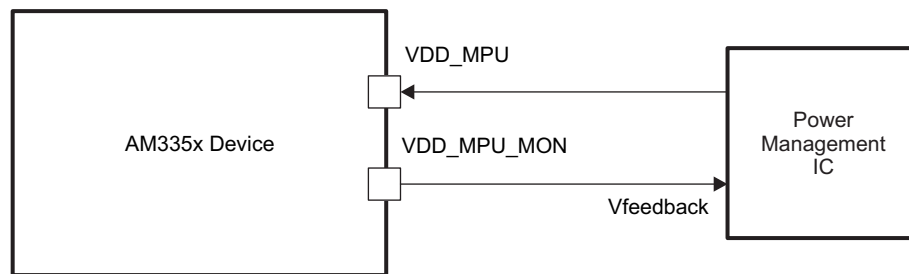 VDD_MPU
AM335x Device
VDD_MPU_MON
Vfeedback
Power
Management
IC